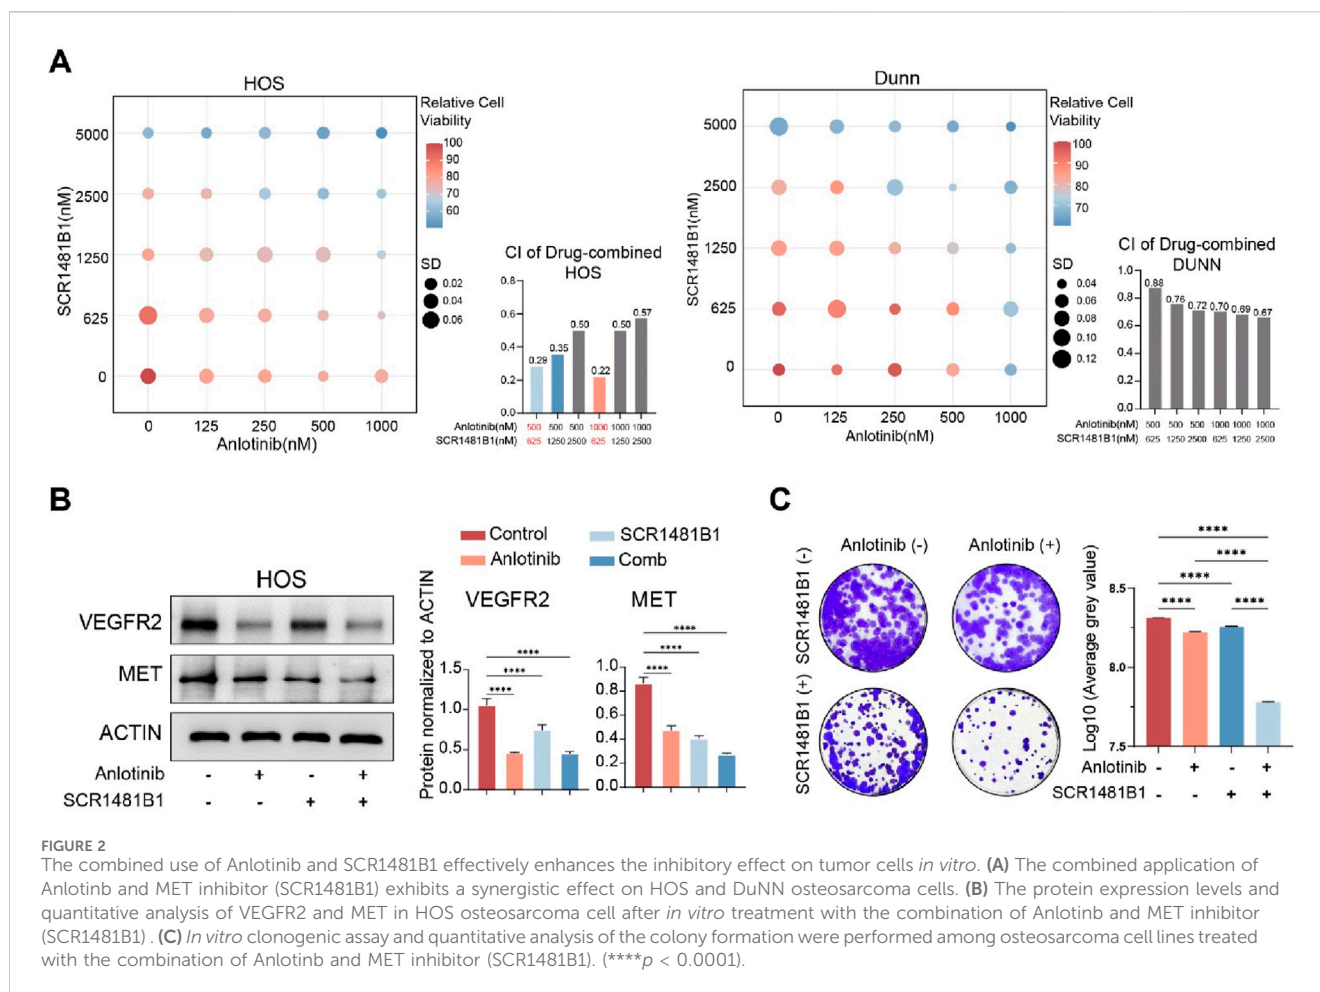 A
HOS
Relative Cell
Viability
100
90
80
70
60
SD
0.02
0.04
0.06
SCR1481B1(nM)
5000
2500
1250
625
0
0 125 250 500 1000
Anlotinib(nM)
CI of Drug-combined
HOS
0.8
0.6
0.4
0.2
0.0
0.29 0.35 0.50 0.22 0.50 0.57
Anlotinib(nM) 500 500 500 1000 1000 1000
SCR1481B1(nM) 625 1250 2500 625 1250 2500
Dunn
Relative Cell
Viability
100
90
80
70
SD
0.04
0.06
0.08
0.10
0.12
SCR1481B1(nM)
5000
2500
1250
625
0
0 125 250 500 1000
Anlotinib(nM)
CI of Drug-combined
DUNN
1.0
0.8
0.6
0.4
0.2
0.0
0.88 0.76 0.72 0.70 0.69 0.67
Anlotinib(nM) 500 500 500 1000 1000 1000
SCR1481B1(nM) 625 1250 2500 625 1250 2500
B
HOS
VEGFR2
MET
ACTIN
Anlotinib - + - +
SCR1481B1 - - + +
Control
SCR1481B1
Anlotinib
Comb
Protein normalized to ACTIN
VEGFR2
1.5
1.0
0.5
0.0
****
****
****
MET
1.0
0.8
0.6
0.4
0.2
0.0
****
****
****
C
Anlotinib (-) Anlotinib (+)
SCR1481B1 (-)
SCR1481B1 (+)
Log10 (Average grey value)
8.5
8.0
7.5
****
****
****
**** ****
Anlotinib - + - +
SCR1481B1 - - + +
FIGURE 2
The combined use of Anlotinib and SCR1481B1 effectively enhances the inhibitory effect on tumor cells in vitro. (A) The combined application of
Anlotinb and MET inhibitor (SCR1481B1) exhibits a synergistic effect on HOS and DuNN osteosarcoma cells. (B) The protein expression levels and
quantitative analysis of VEGFR2 and MET in HOS osteosarcoma cell after in vitro treatment with the combination of Anlotinb and MET inhibitor
(SCR1481B1) . (C) In vitro clonogenic assay and quantitative analysis of the colony formation were performed among osteosarcoma cell lines treated
with the combination of Anlotinb and MET inhibitor (SCR1481B1). (****p < 0.0001).